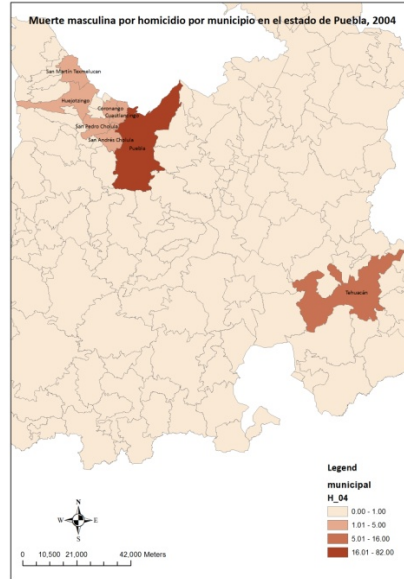 Muerte masculina por homicidio por municipio en el estado de Puebla, 2004
San Martín Texmelucan
Huejotzingo
Coronango
Cuautlancingo
San Pedro Cholula
San Andrés Cholula
Puebla
Tehuacán
Legend
municipal
H_04
0.00 - 1.00
1.01 - 5.00
5.01 - 16.00
16.01 - 82.00
N
W E
S
0 10,500 21,000 42,000 Meters